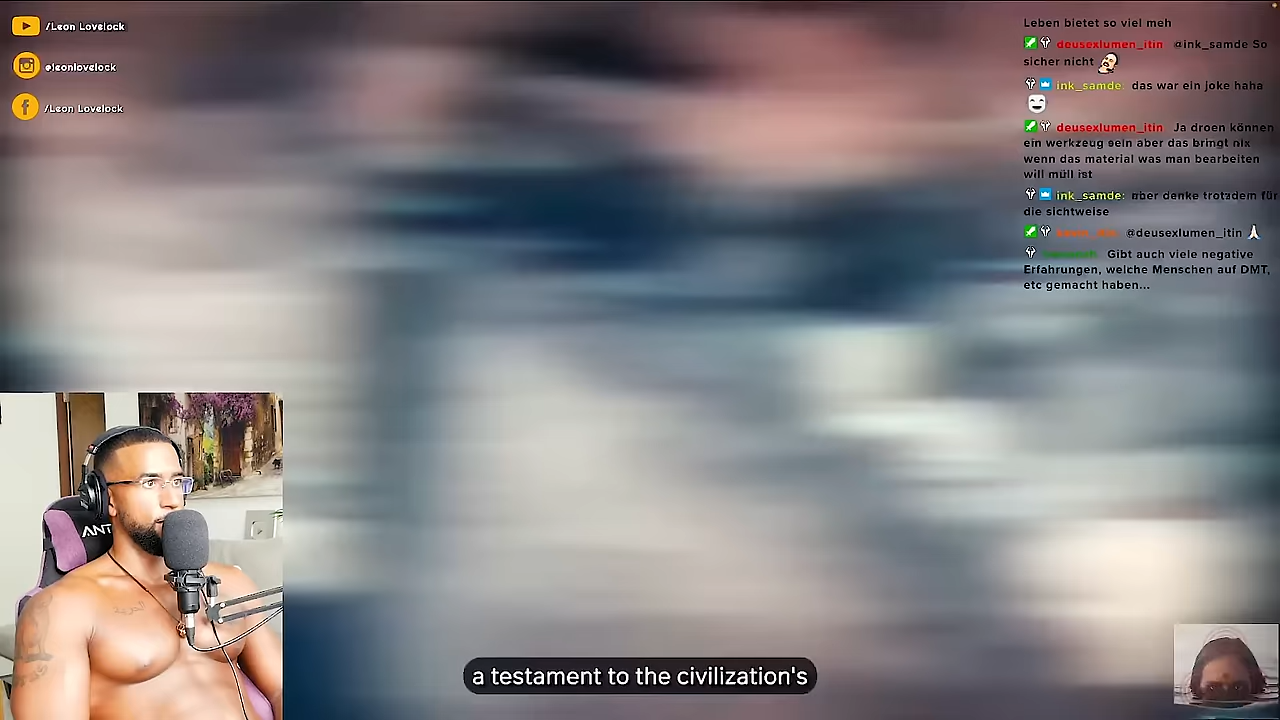 /Leon Lovelock
@leonlovelock
/Leon Lovelock
Leben bietet so viel meh
deusexlumen_itin @ink_samde So
sicher nicht
ink_samde: das war ein joke haha
deusexlumen_itin Ja droen können
ein werkzeug sein aber das bringt nix
wenn das material was man bearbeiten
will müll ist
ink_samde: aber denke trotzdem für
die sichtweise
@deusexlumen_itin
Gibt auch viele negative
Erfahrungen, welche Menschen auf DMT,
etc gemacht haben...
ANT
a testament to the civilization's